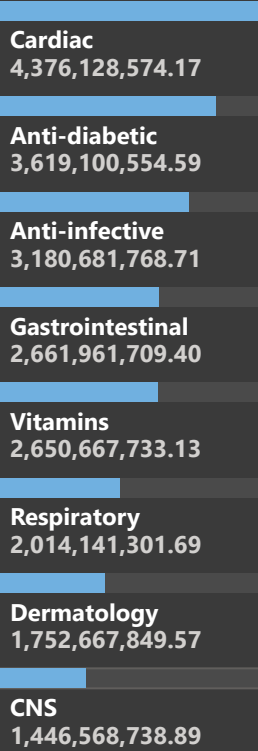 Cardiac
4,376,128,574.17
Anti-diabetic
3,619,100,554.59
Anti-infective
3,180,681,768.71
Gastrointestinal
2,661,961,709.40
Vitamins
2,650,667,733.13
Respiratory
2,014,141,301.69
Dermatology
1,752,667,849.57
CNS
1,446,568,738.89